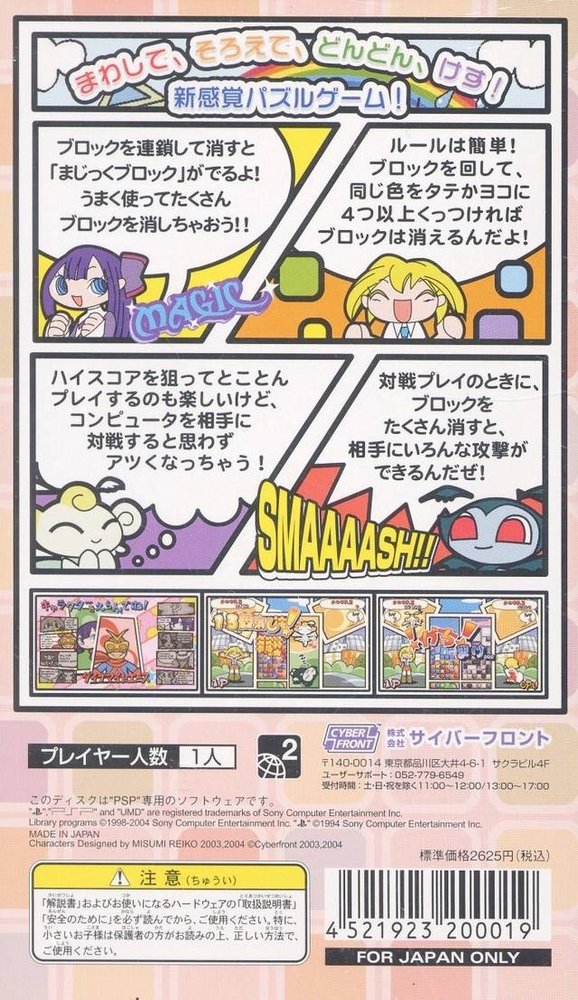 まわして、そろえて、どんどん、けす!
新感覚パズルゲーム!
ブロックを連鎖して消すと
「まじっくブロック」がでるよ!
うまく使ってたくさん
ブロックを消しちゃおう!!
MAGIC
ルールは簡単!
ブロックを回して、
同じ色をタテかヨコに
4つ以上くっつければ
ブロックは消えるんだよ!
ハイスコアを狙ってとことん
プレイするのも楽しいけど、
コンピュータを相手に
対戦すると思わず
アツくなっちゃう!
対戦プレイのときに、
ブロックを
たくさん消すと、
相手にいろんな攻撃が
できるんだぜ!
SMAAAASH!!!
キャラクターをえらんでね!
1P
1P
CPU
プレイヤー人数 1人
2
CYBER FRONT 株式会社 サイバーフロント
〒140-0014 東京都品川区大井4-6-1 サクラビル4F
ユーザーサポート:052-779-6549
受付時間:土・日・祝を除く11:00~12:00/13:00~17:00
このディスクは"PSP"専用のソフトウェアです。
and "UMD" are registered trademarks of Sony Computer Entertainment Inc.
Library programs ©1998-2004 Sony Computer Entertainment Inc. ©1994 Sony Computer Entertainment Inc.
MADE IN JAPAN
Characters Designed by MISUMI REIKO 2003,2004 ©Cyberfront 2003,2004
標準価格2625円(税込)
注意(ちゅうい)
「解説書」およびお使いになるハードウェアの「取扱説明書」
「安全のために」を必ず読んでから、ご使用ください。特に、
小さいお子様は保護者の方がお読みの上、正しい方法で、
ご使用ください。
4 521923 200019
FOR JAPAN ONLY